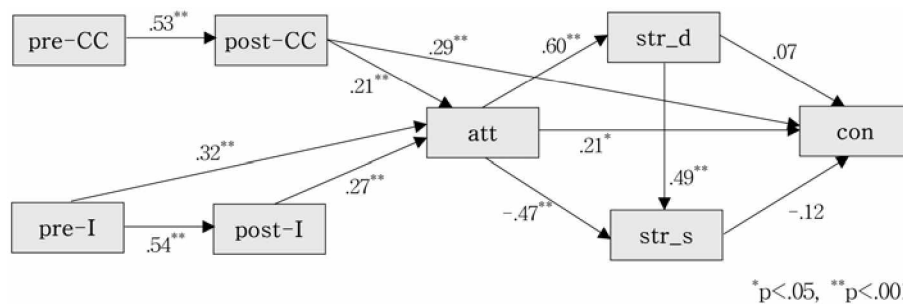 pre-CC
.53**
post-CC
.29**
.60**
str_d
.07
.21**
att
.21*
con
.32**
.27**
.49**
-.47**
-.12
pre-I
.54**
post-I
str_s
*p<.05, **p<.00